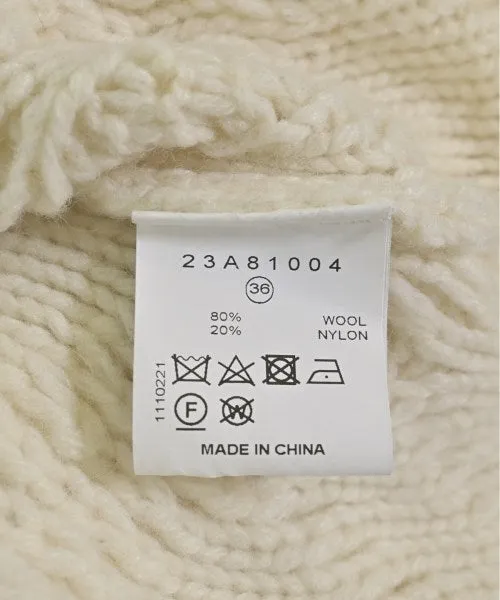 23A81004
36
80% WOOL
20% NYLON
1110221
F
W
MADE IN CHINA